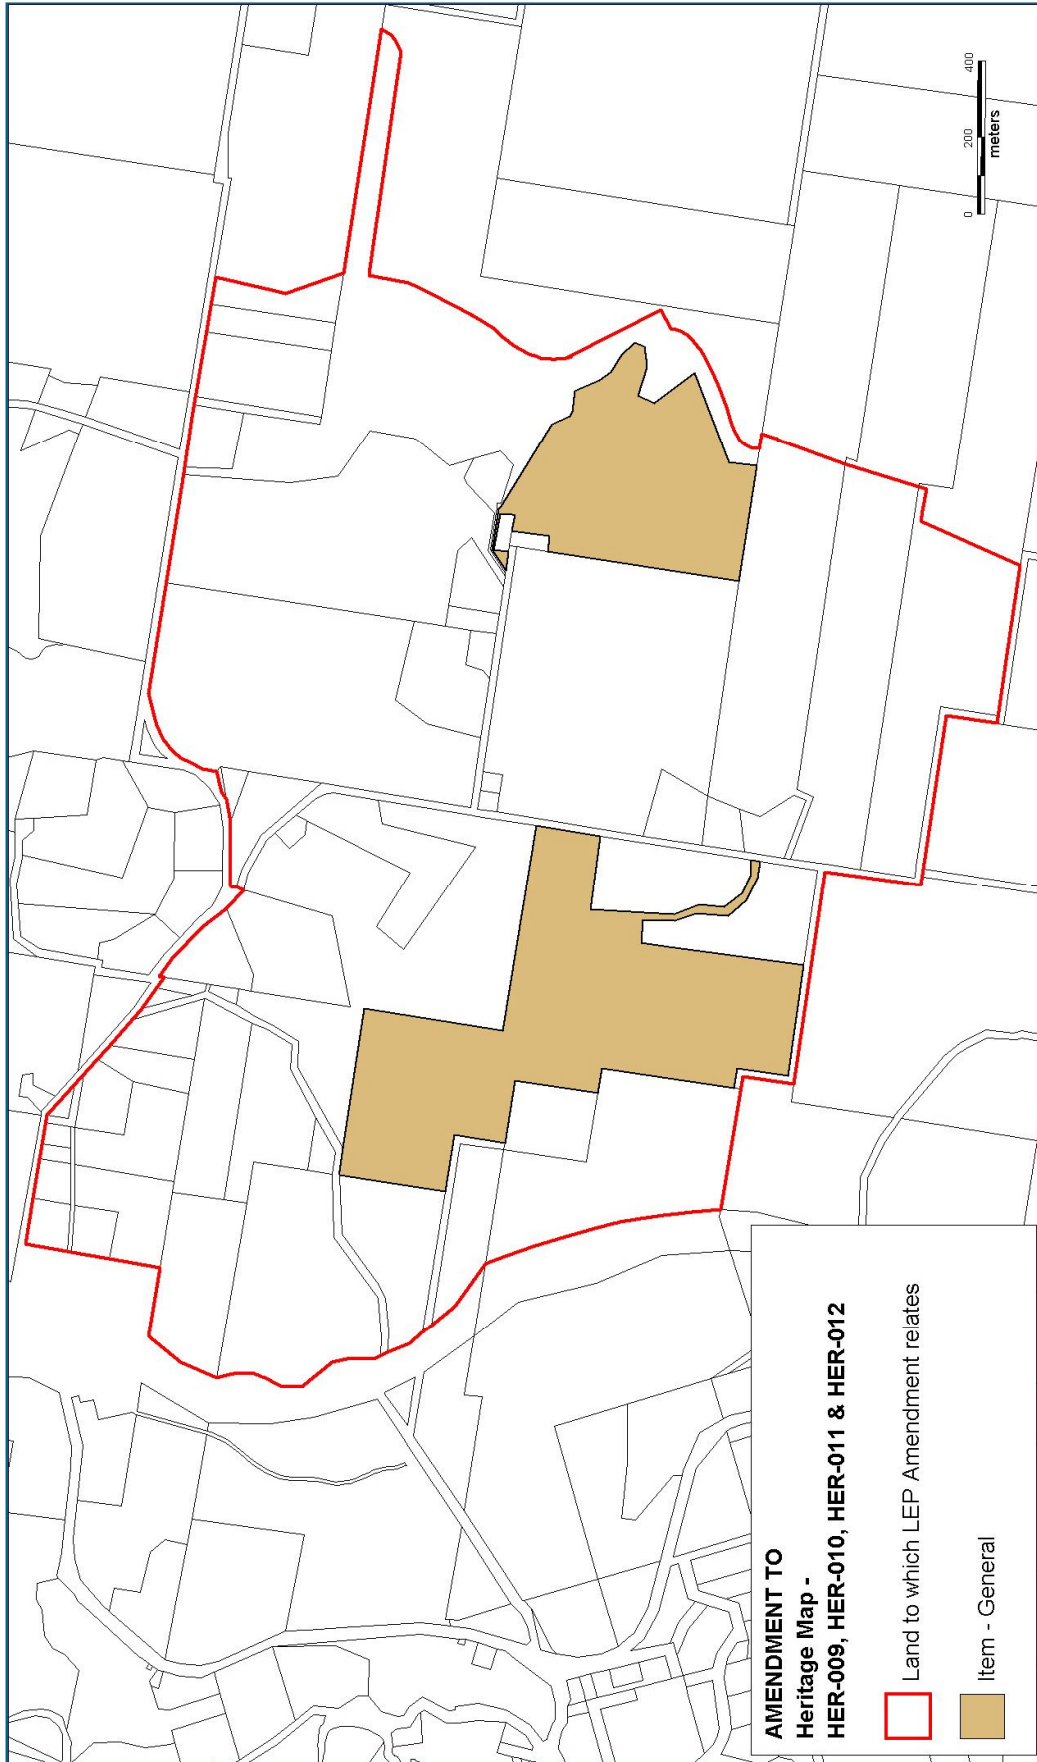 AMENDMENT TO
Heritage Map -
HER-009, HER-010, HER-011 & HER-012
Land to which LEP Amendment relates
Item - General
0 200 400
meters